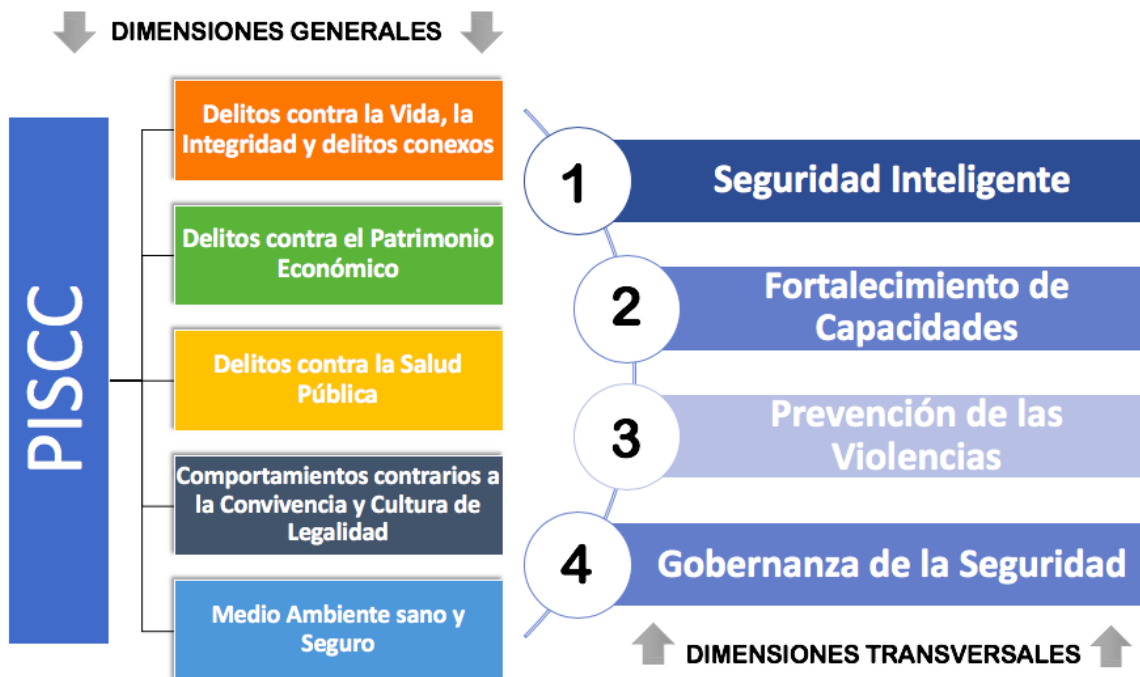 DIMENSIONES GENERALES
PISCC
Delitos contra la Vida, la
Integridad y delitos conexos
Delitos contra el Patrimonio
Económico
Delitos contra la Salud
Pública
Comportamientos contrarios a
la Convivencia y Cultura de
Legalidad
Medio Ambiente sano y
Seguro
1
Seguridad Inteligente
2
Fortalecimiento de
Capacidades
3
Prevención de las
Violencias
4
Gobernanza de la Seguridad
DIMENSIONES TRANSVERSALES